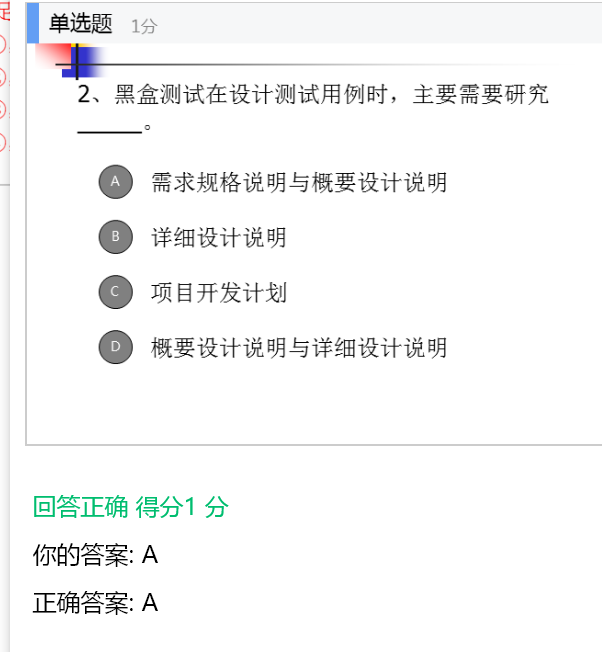 单选题 1分
2、黑盒测试在设计测试用例时，主要需要研究
______。
A 需求规格说明与概要设计说明
B 详细设计说明
C 项目开发计划
D 概要设计说明与详细设计说明
回答正确 得分1 分
你的答案: A
正确答案: A